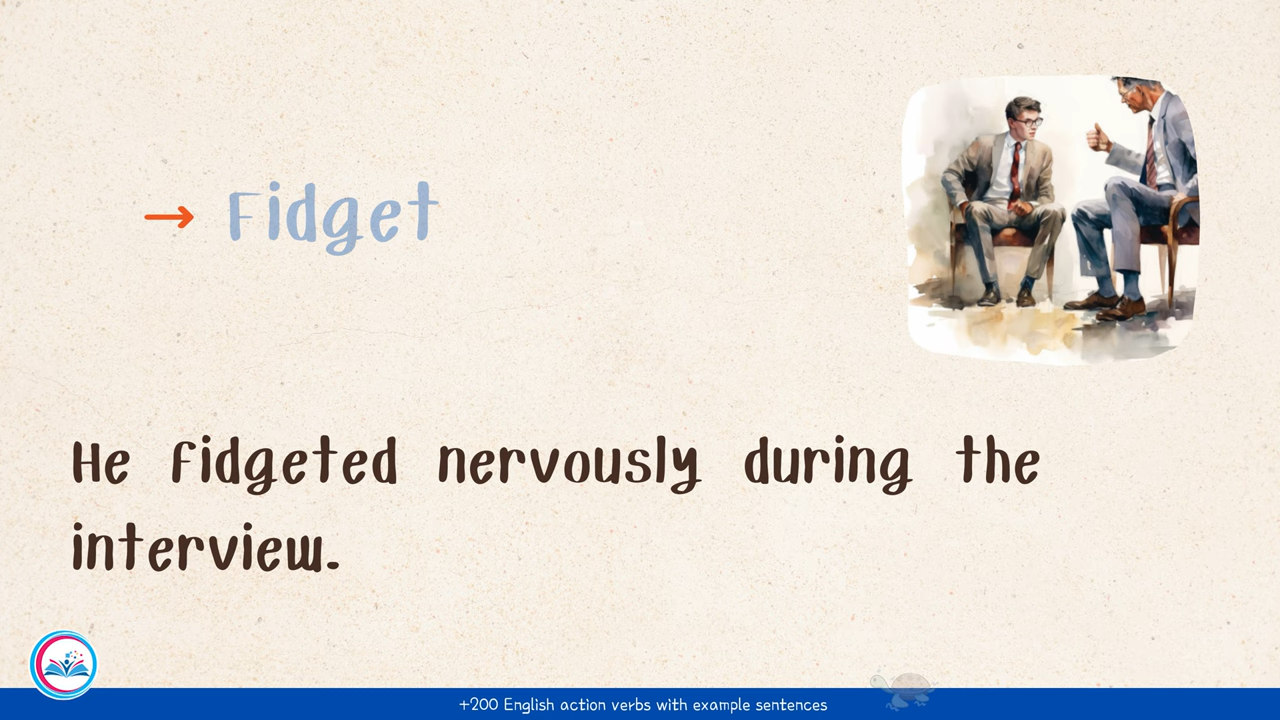 → Fidget
He fidgeted nervously during the
interview.
+200 English action verbs with example sentences